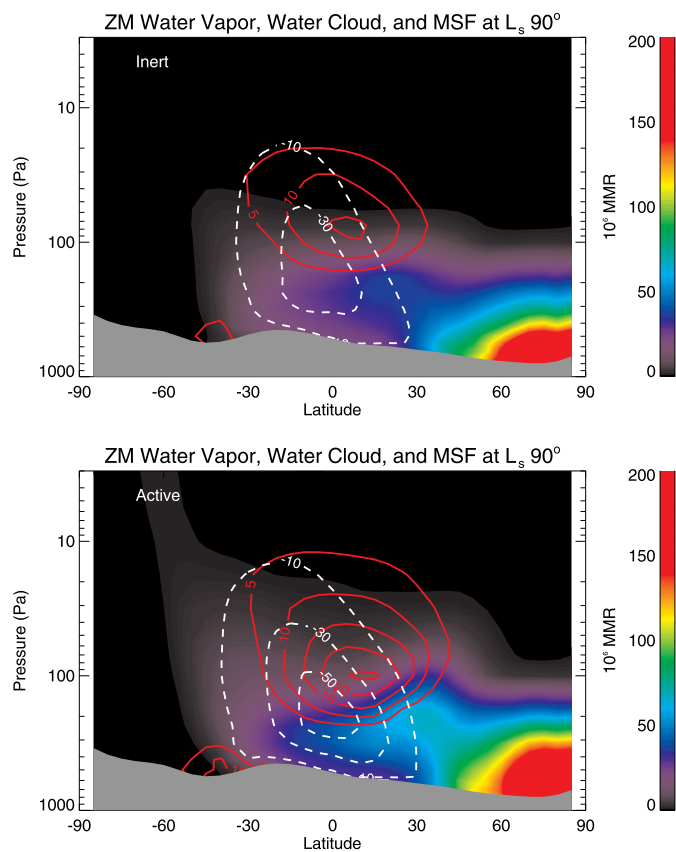 ZM Water Vapor, Water Cloud, and MSF at Ls 90°
Inert
10
100
1000
Pressure (Pa)
-10
-30
5
10
-90 -60 -30 0 30 60 90
Latitude
200
150
100
50
0
10⁶ MMR
ZM Water Vapor, Water Cloud, and MSF at Ls 90°
Active
10
100
1000
Pressure (Pa)
-10
-30
-50
5
10
-90 -60 -30 0 30 60 90
Latitude
200
150
100
50
0
10⁶ MMR